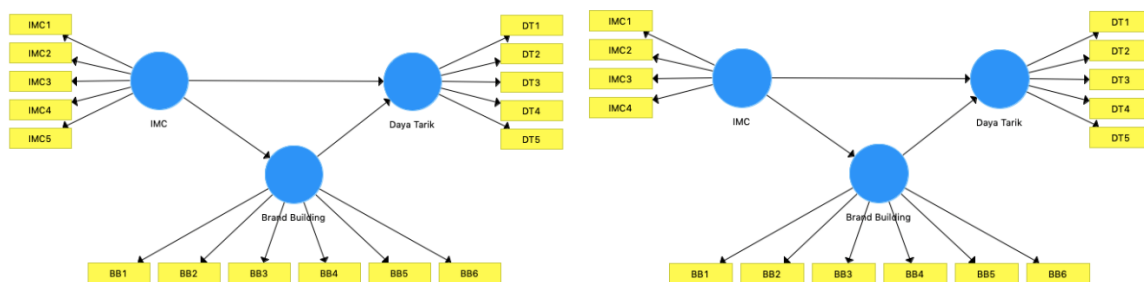 IMC1
IMC2
IMC3
IMC4
IMC5
IMC
DT1
DT2
DT3
DT4
DT5
Daya Tarik
Brand Building
BB1 BB2 BB3 BB4 BB5 BB6
IMC1
IMC2
IMC3
IMC4
IMC
DT1
DT2
DT3
DT4
DT5
Daya Tarik
Brand Building
BB1 BB2 BB3 BB4 BB5 BB6